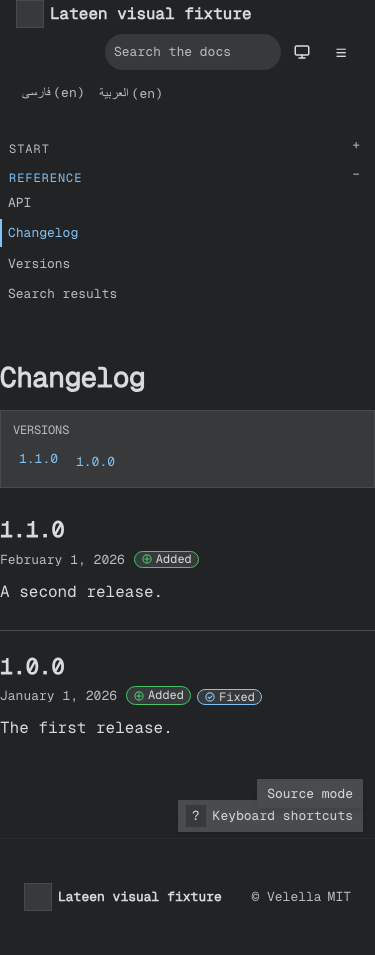 Lateen visual fixture
Search the docs
فارسی (en) العربية (en)
START +
REFERENCE −
API
Changelog
Versions
Search results
Changelog
VERSIONS
1.1.0 1.0.0
1.1.0
February 1, 2026 Added
A second release.
1.0.0
January 1, 2026 Added Fixed
The first release.
Source mode
? Keyboard shortcuts
Lateen visual fixture © Velella MIT